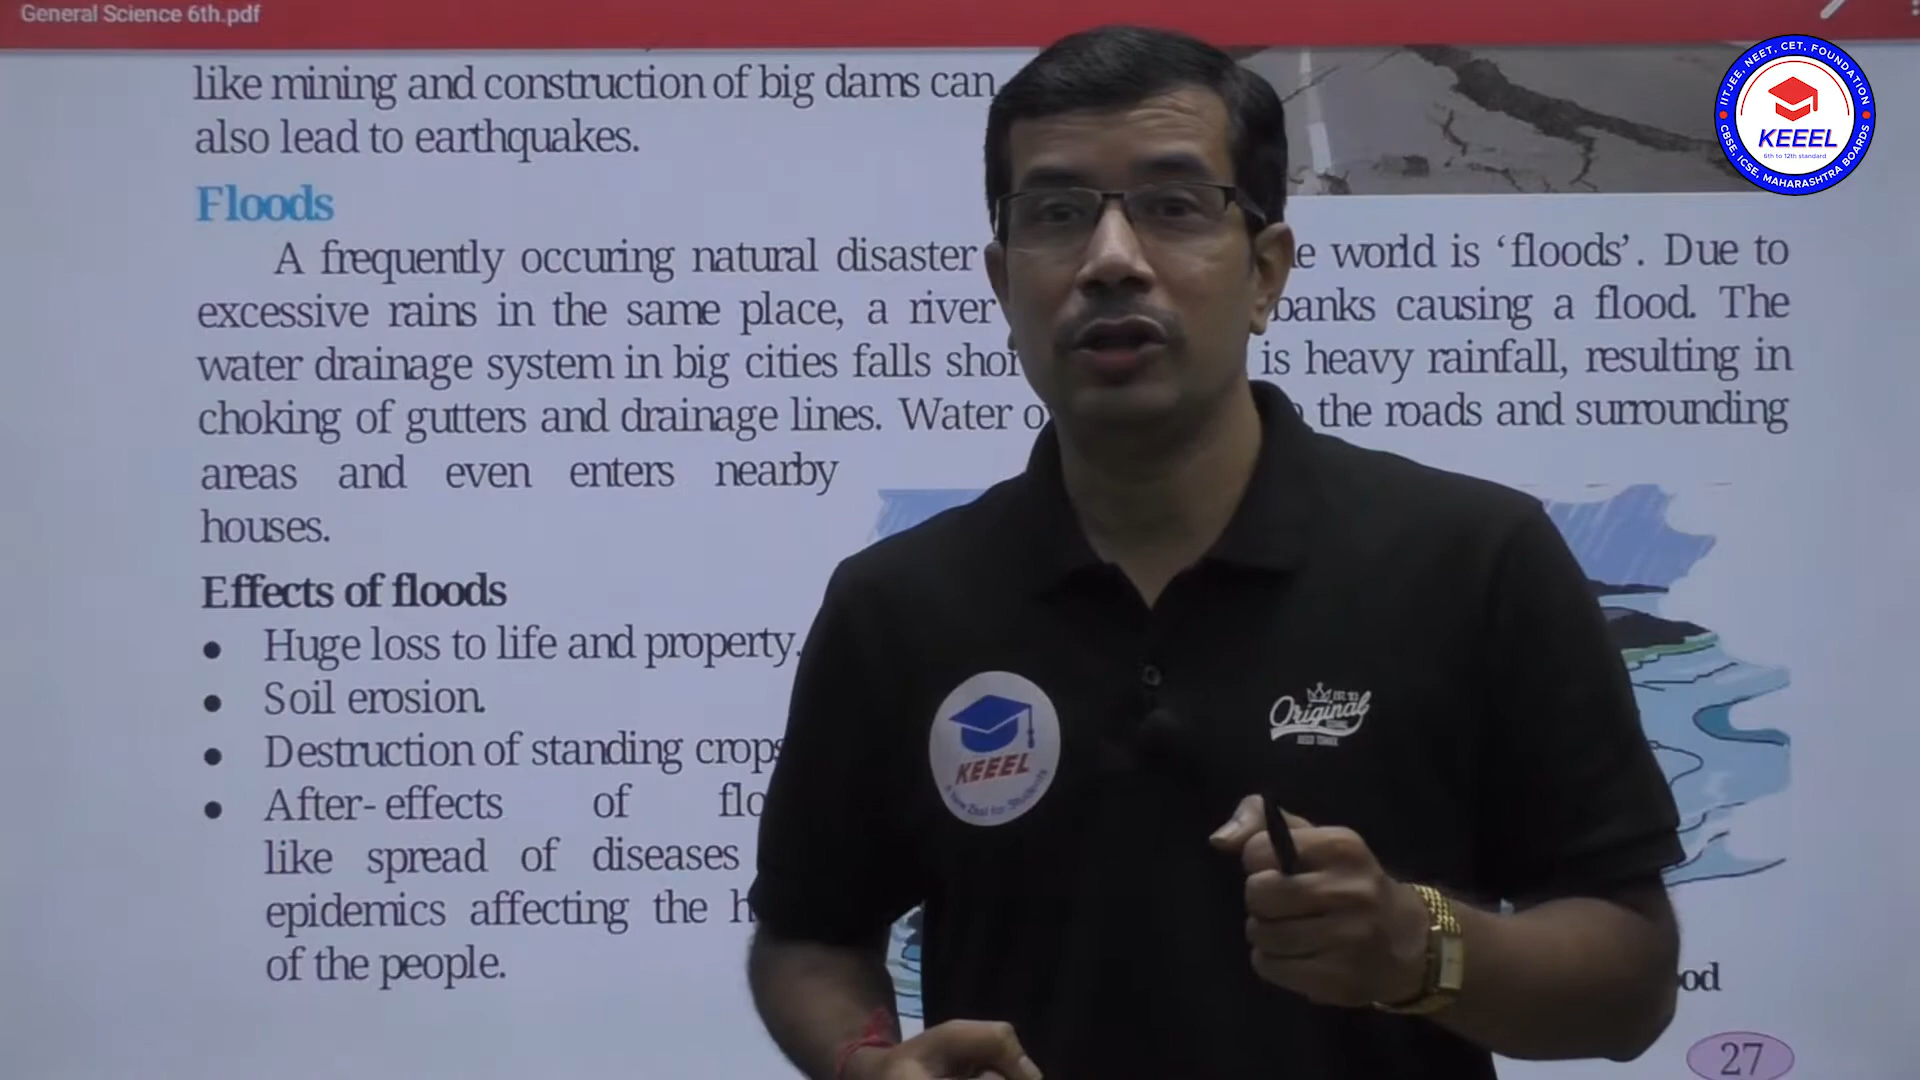 General Science 6th.pdf
like mining and construction of big dams can
also lead to earthquakes.
Floods
A frequently occuring natural disaster world is ‘floods’. Due to
excessive rains in the same place, a river banks causing a flood. The
water drainage system in big cities falls is heavy rainfall, resulting in
choking of gutters and drainage lines. Water the roads and surrounding
areas and even enters nearby
houses.
Effects of floods
• Huge loss to life and property.
• Soil erosion.
• Destruction of standing crops
• After-effects of
like spread of diseases
epidemics affecting the
of the people.
27
IITJEE, NEET, CET, FOUNDATION
KEEEL
6th to 12th standard
CBSE, ICSE, MAHARASHTRA BOARDS
KEEEL
Original